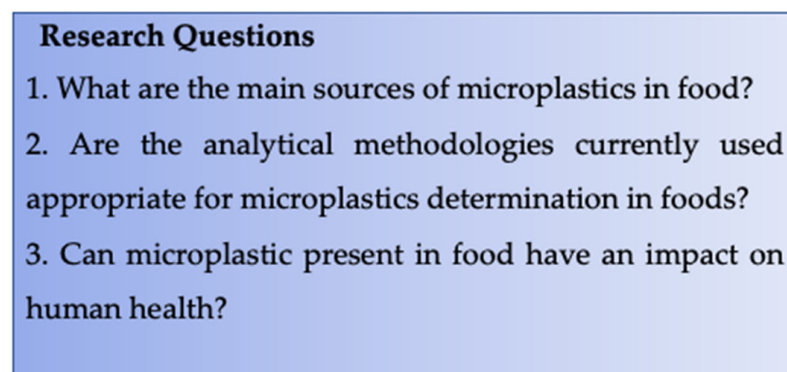 Research Questions
1. What are the main sources of microplastics in food?
2. Are the analytical methodologies currently used
appropriate for microplastics determination in foods?
3. Can microplastic present in food have an impact on
human health?